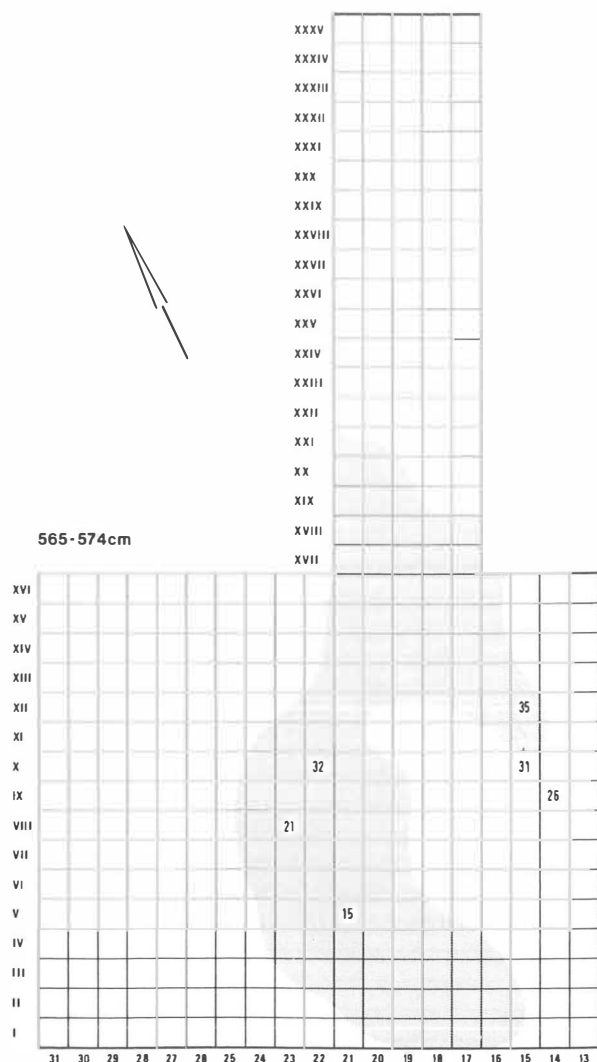 XXXV
XXXIV
XXXIII
XXXII
XXXI
XXX
XXIX
XXVIII
XXVII
XXVI
XXV
XXIV
XXIII
XXII
XXI
XX
XIX
XVIII
565-574cm
XVII
XVI
XV
XIV
XIII
XII 35
XI
X 32 31
IX 26
VIII 21
VII
VI
V 15
IV
III
II
I
31 30 29 28 27 26 25 24 23 22 21 20 19 18 17 16 15 14 13